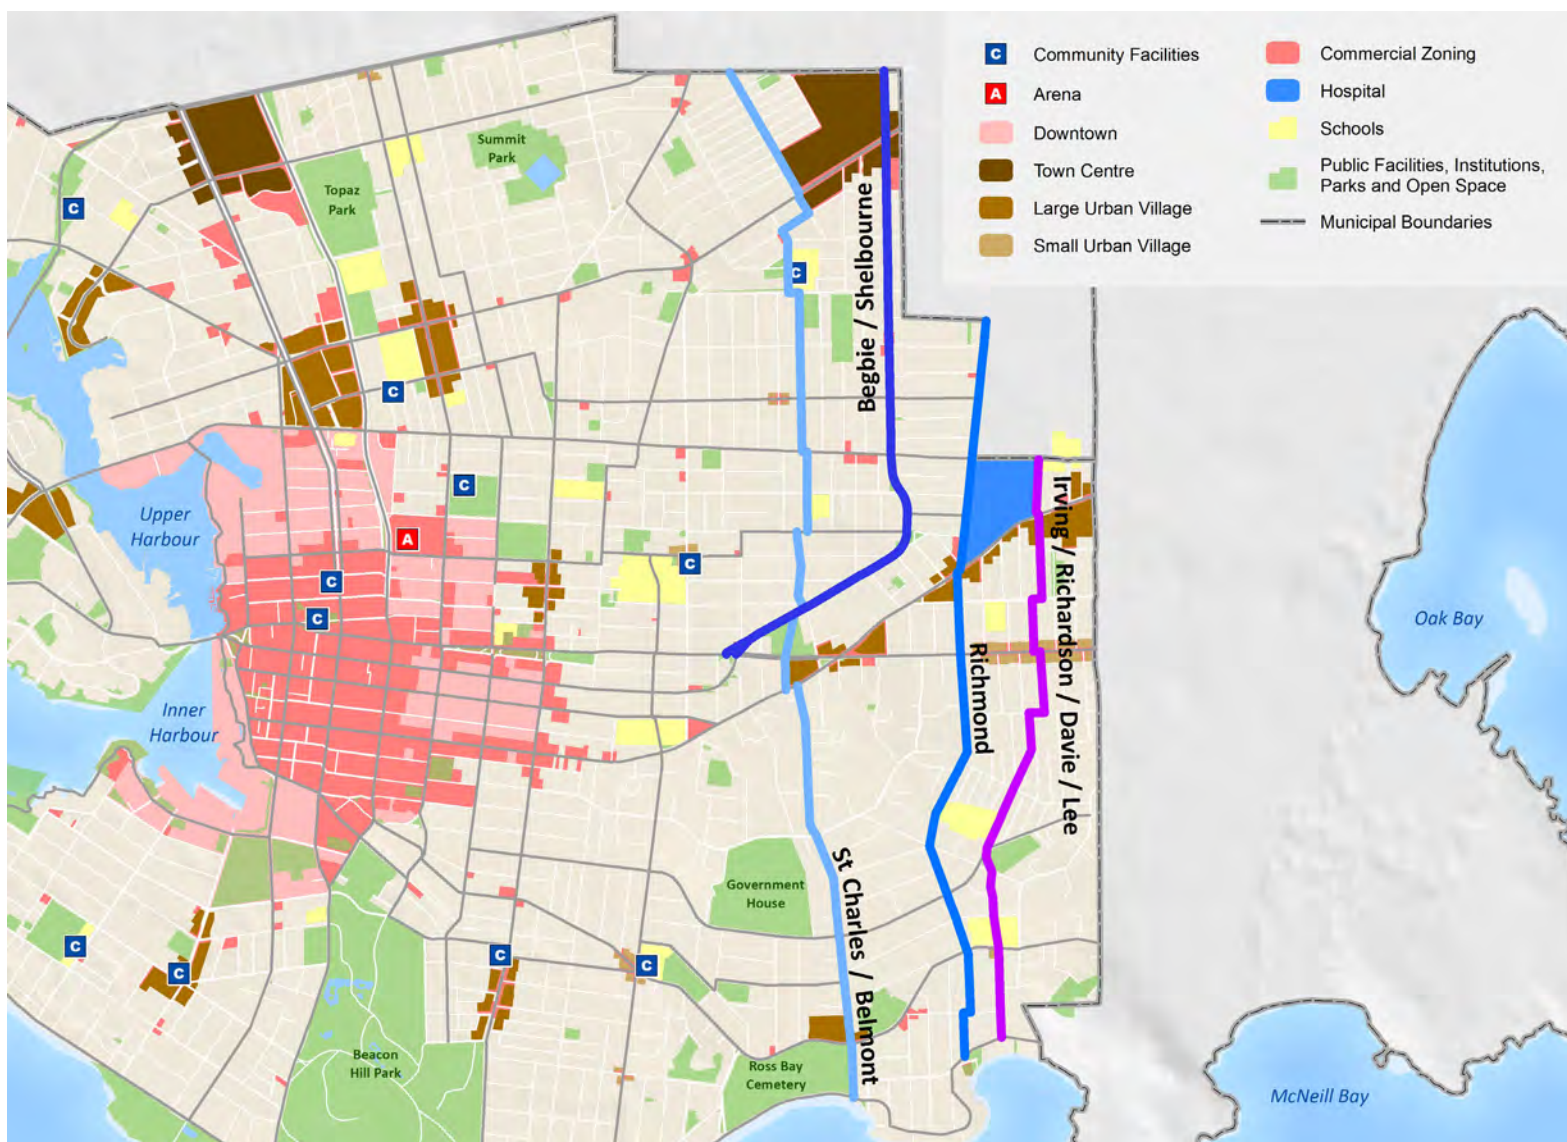 C
Community Facilities
A
Arena
Downtown
Town Centre
Large Urban Village
Small Urban Village
Commercial Zoning
Hospital
Schools
Public Facilities, Institutions,
Parks and Open Space
Municipal Boundaries
Summit
Park
Topaz
Park
C
C
Begbie / Shelbourne
C
C
Upper
Harbour
A
C
C
C
Irving / Richardson / Davie / Lee
Oak Bay
Richmond
Inner
Harbour
St Charles / Belmont
Government
House
C
C
C
C
Beacon
Hill Park
Ross Bay
Cemetery
McNeill Bay